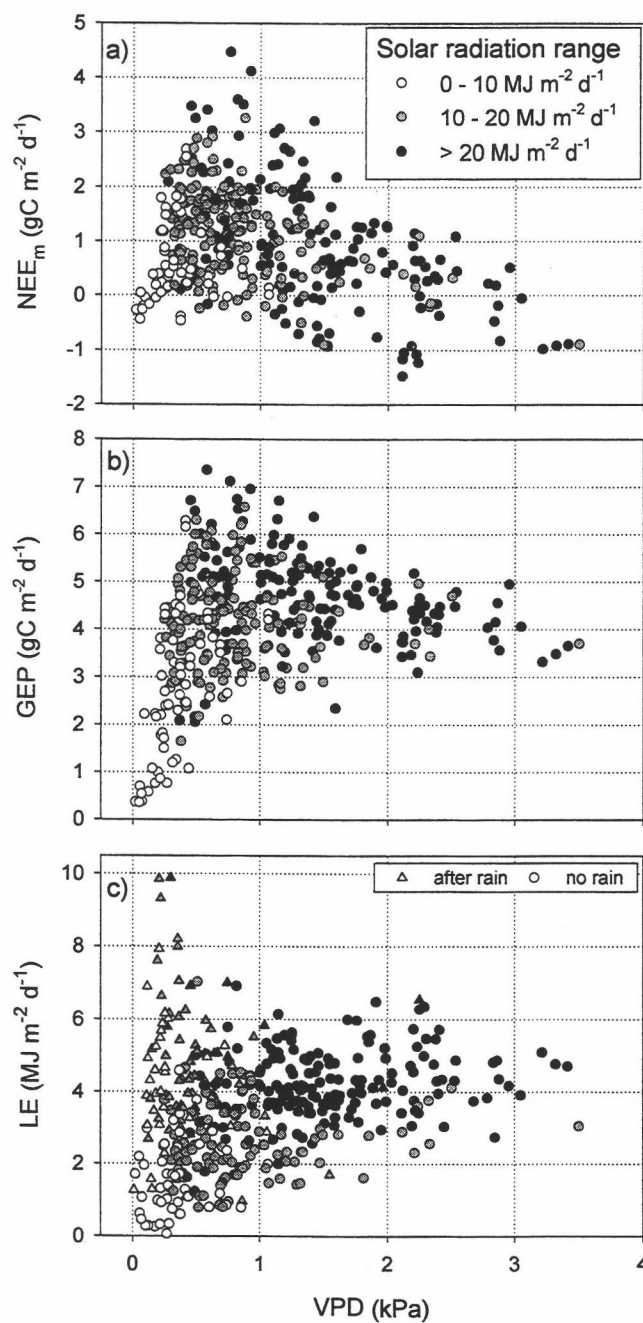 a)
Solar radiation range
0 - 10 MJ m⁻² d⁻¹
10 - 20 MJ m⁻² d⁻¹
> 20 MJ m⁻² d⁻¹
NEEₘ (gC m⁻² d⁻¹)
5
4
3
2
1
0
-1
-2
b)
GEP (gC m⁻² d⁻¹)
8
7
6
5
4
3
2
1
0
c)
after rain no rain
LE (MJ m⁻² d⁻¹)
10
8
6
4
2
0
0 1 2 3 4
VPD (kPa)